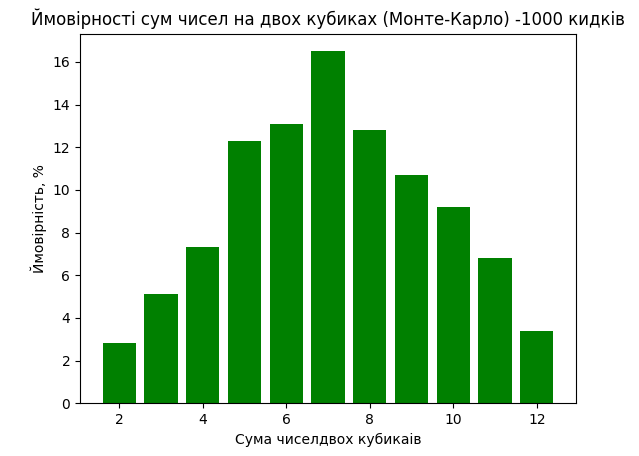 Ймовірності сум чисел на двох кубиках (Монте-Карло) -1000 кидків
16
14
12
10
8
6
4
2
0
Ймовірність, %
2 4 6 8 10 12
Сума чиселдвох кубикаів